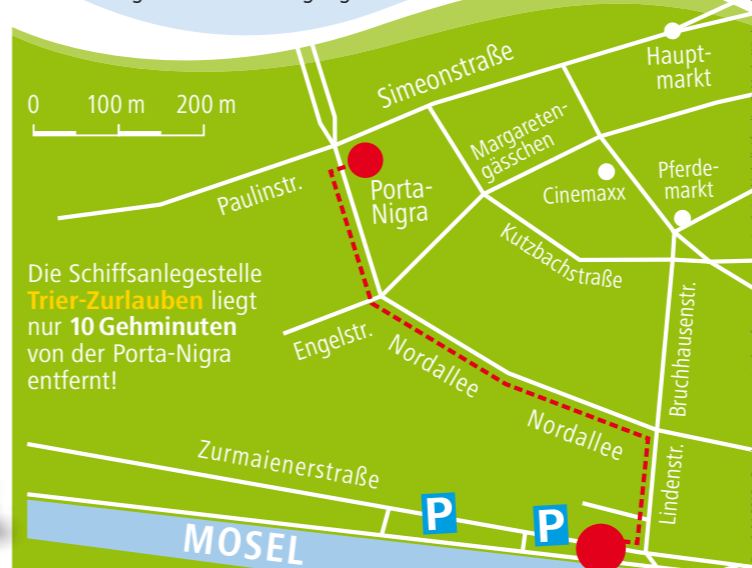 Simeonstraße
Haupt-
markt
0 100 m 200 m
Margareten-
gässchen
Cinemaxx
Pferde-
markt
Paulinstr.
Porta-
Nigra
Kutzbachstraße
Die Schiffsanlegestelle
Trier-Zurlauben liegt
nur 10 Gehminuten
von der Porta-Nigra
entfernt!
Engelstr.
Nordallee
Nordallee
Bruchhausenstr.
Lindenstr.
Zurmaienerstraße
P
P
MOSEL